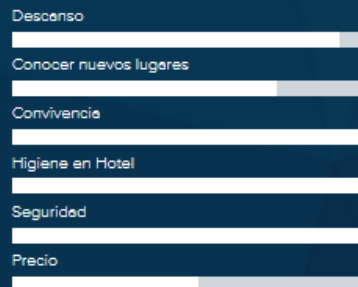 Descanso
Conocer nuevos lugares
Convivencia
Higiene en Hotel
Seguridad
Precio